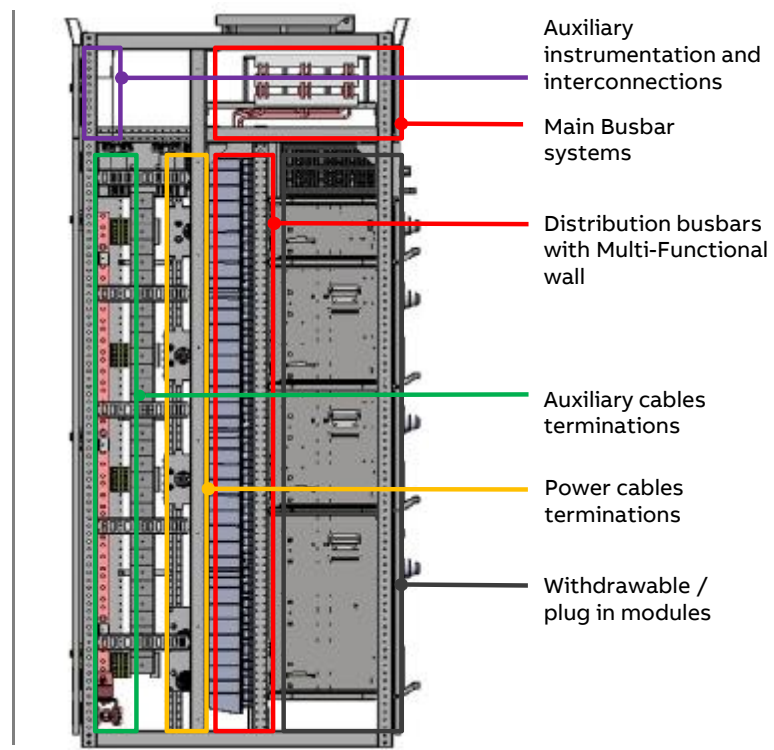 Auxiliary
instrumentation and
interconnections
Main Busbar
systems
Distribution busbars
with Multi-Functional
wall
Auxiliary cables
terminations
Power cables
terminations
Withdrawable /
plug in modules